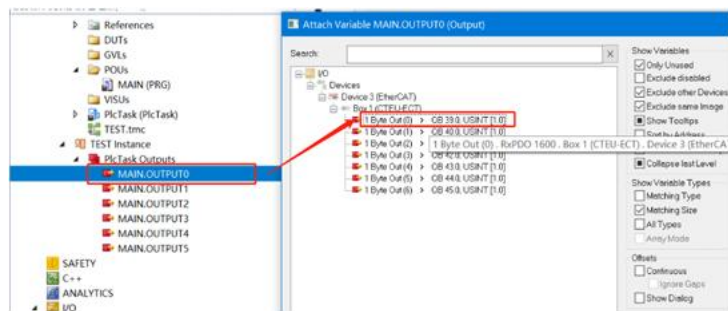 References
DUTs
GVLs
POUs
MAIN (PRG)
VISUs
PlcTask (PlcTask)
TEST.tmc
TEST Instance
PlcTask Outputs
MAIN.OUTPUT0
MAIN.OUTPUT1
MAIN.OUTPUT2
MAIN.OUTPUT3
MAIN.OUTPUT4
MAIN.OUTPUT5
SAFETY
C++
ANALYTICS
I/O
Attach Variable MAIN.OUTPUT0 (Output)
Search:
I/O
Devices
Device 3 (EtherCAT)
Box 1 (CTEU-ECT)
1 Byte Out (0) > QB 39.0, USINT [1.0]
1 Byte Out (1) > QB 40.0, USINT [1.0]
1 Byte Out (2) >
1 Byte Out (0) . RxPDO 1600 . Box 1 (CTEU-ECT) . Device 3 (EtherCA
1 Byte Out (3) > QB 42.0, USINT [1.0]
1 Byte Out (4) > QB 43.0, USINT [1.0]
1 Byte Out (5) > QB 44.0, USINT [1.0]
1 Byte Out (6) > QB 45.0, USINT [1.0]
Show Variables
Only Unused
Exclude disabled
Exclude other Devices
Exclude same Image
Show Tooltips
Sort by Address
Collapse last Level
Show Variable Types
Matching Type
Matching Size
All Types
Array Mode
Offsets
Continuous
Ignore Gaps
Show Dialog